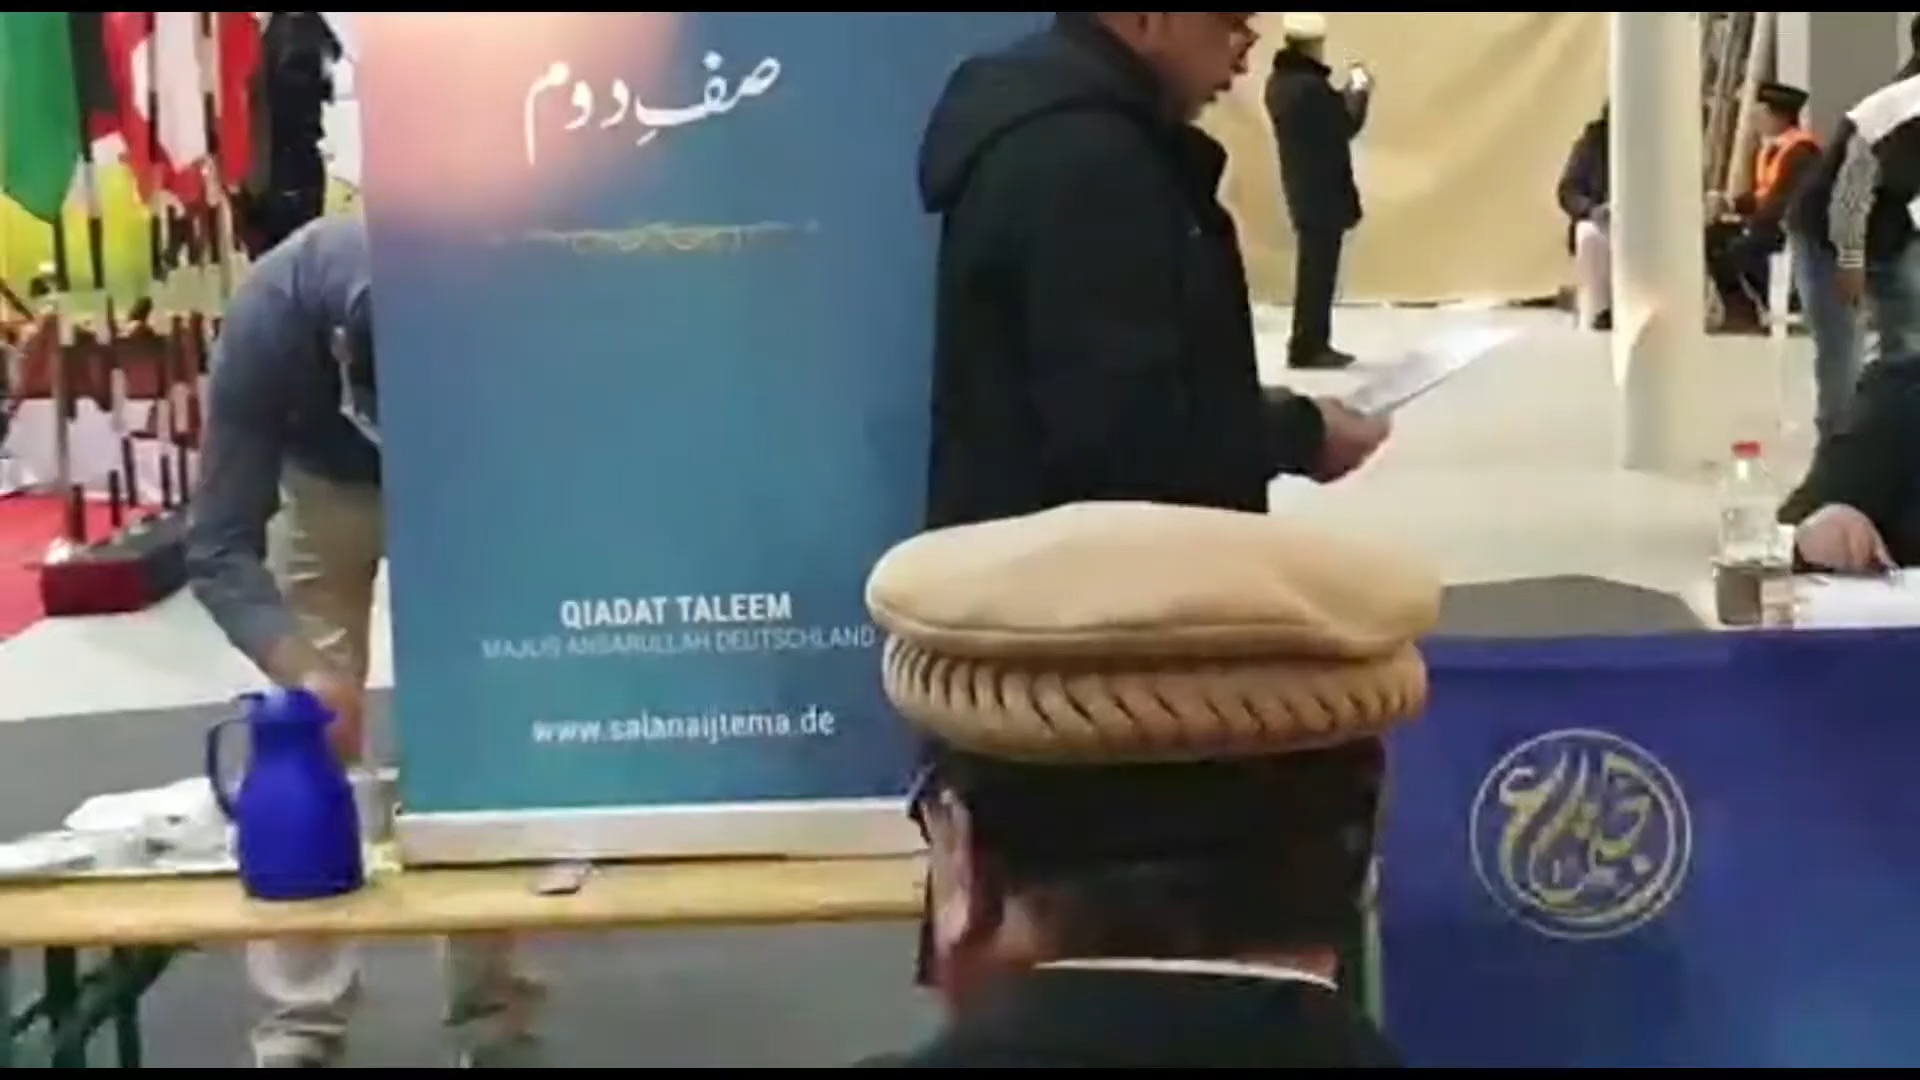 صفِ دوم
QIADAT TALEEM
MAJLIS ANSARULLAH DEUTSCHLAND
www.salanaijtema.de